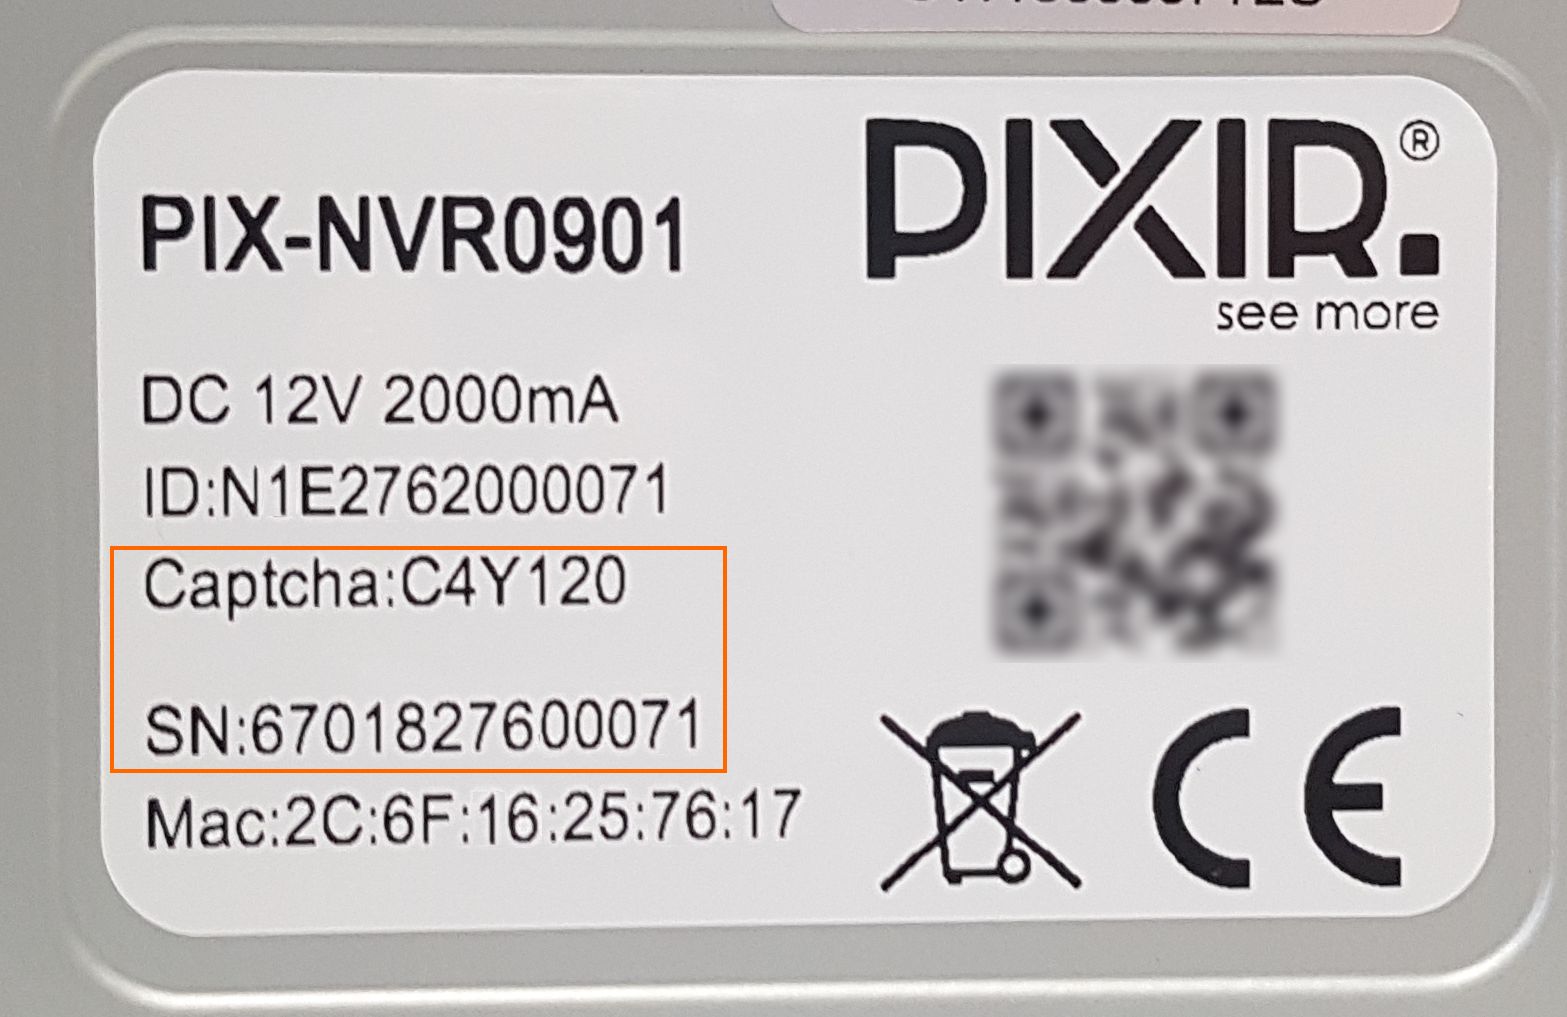 PIXIR.®
see more
PIX-NVR0901
DC 12V 2000mA
ID:N1E2762000071
Captcha:C4Y120
SN:6701827600071
Mac:2C:6F:16:25:76:17
CE